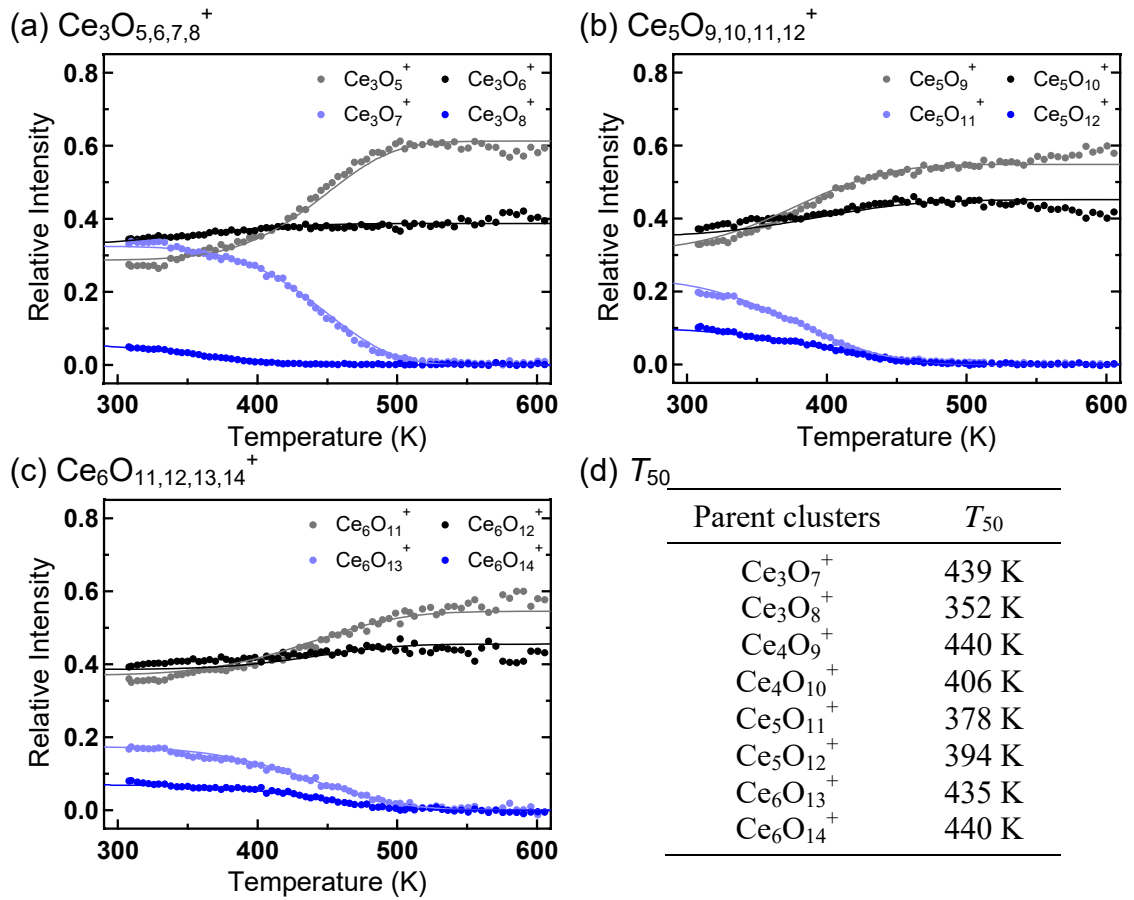 (a) Ce₃O₅,₆,₇,₈⁺
Relative Intensity
0.8
0.6
0.4
0.2
0.0
Ce₃O₅⁺ Ce₃O₆⁺
Ce₃O₇⁺ Ce₃O₈⁺
300 400 500 600
Temperature (K)
(b) Ce₅O₉,₁₀,₁₁,₁₂⁺
Relative Intensity
0.8
0.6
0.4
0.2
0.0
Ce₅O₉⁺ Ce₅O₁₀⁺
Ce₅O₁₁⁺ Ce₅O₁₂⁺
300 400 500 600
Temperature (K)
(c) Ce₆O₁₁,₁₂,₁₃,₁₄⁺
Relative Intensity
0.8
0.6
0.4
0.2
0.0
Ce₆O₁₁⁺ Ce₆O₁₂⁺
Ce₆O₁₃⁺ Ce₆O₁₄⁺
300 400 500 600
Temperature (K)
(d) T₅₀
Parent clusters T₅₀
Ce₃O₇⁺ 439 K
Ce₃O₈⁺ 352 K
Ce₄O₉⁺ 440 K
Ce₄O₁₀⁺ 406 K
Ce₅O₁₁⁺ 378 K
Ce₅O₁₂⁺ 394 K
Ce₆O₁₃⁺ 435 K
Ce₆O₁₄⁺ 440 K